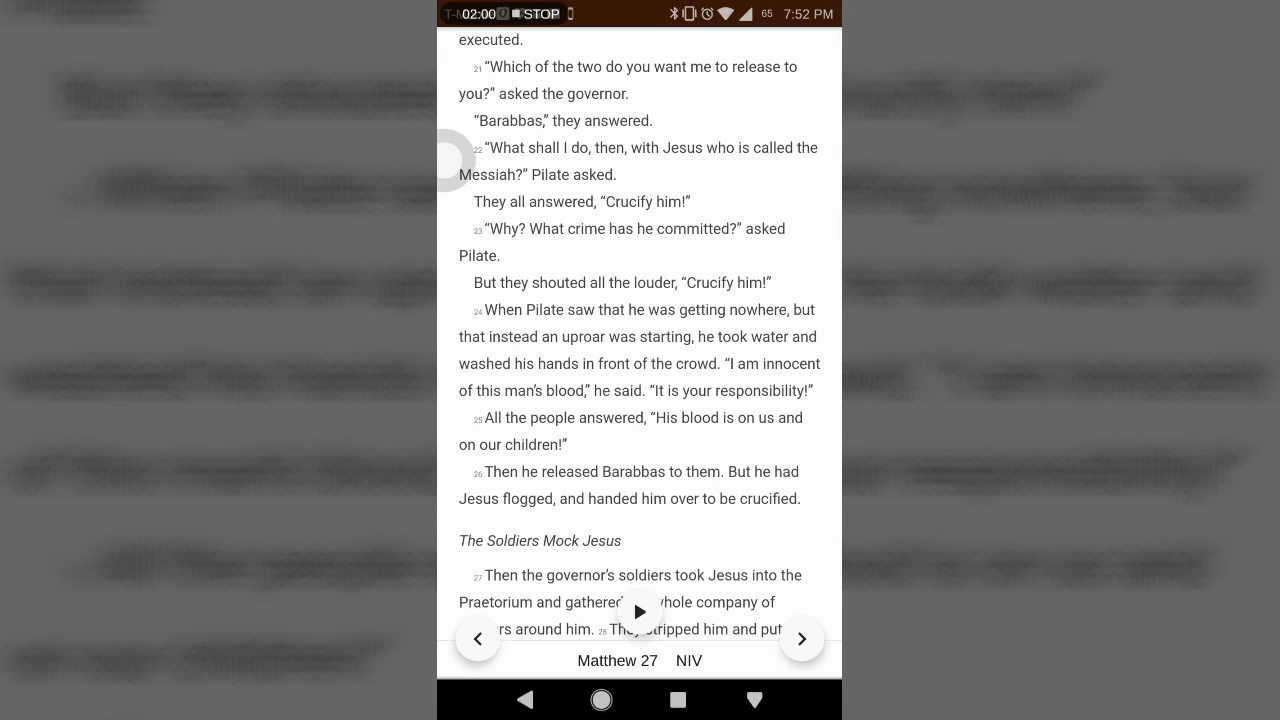 02:00 STOP 65 7:52 PM
executed.
21 “Which of the two do you want me to release to
you?” asked the governor.
“Barabbas,” they answered.
22 “What shall I do, then, with Jesus who is called the
Messiah?” Pilate asked.
They all answered, “Crucify him!”
23 “Why? What crime has he committed?” asked
Pilate.
But they shouted all the louder, “Crucify him!”
24 When Pilate saw that he was getting nowhere, but
that instead an uproar was starting, he took water and
washed his hands in front of the crowd. “I am innocent
of this man’s blood,” he said. “It is your responsibility!”
25 All the people answered, “His blood is on us and
on our children!”
26 Then he released Barabbas to them. But he had
Jesus flogged, and handed him over to be crucified.
The Soldiers Mock Jesus
27 Then the governor’s soldiers took Jesus into the
Praetorium and gathered whole company of
around him. 28 They stripped him and put
Matthew 27 NIV